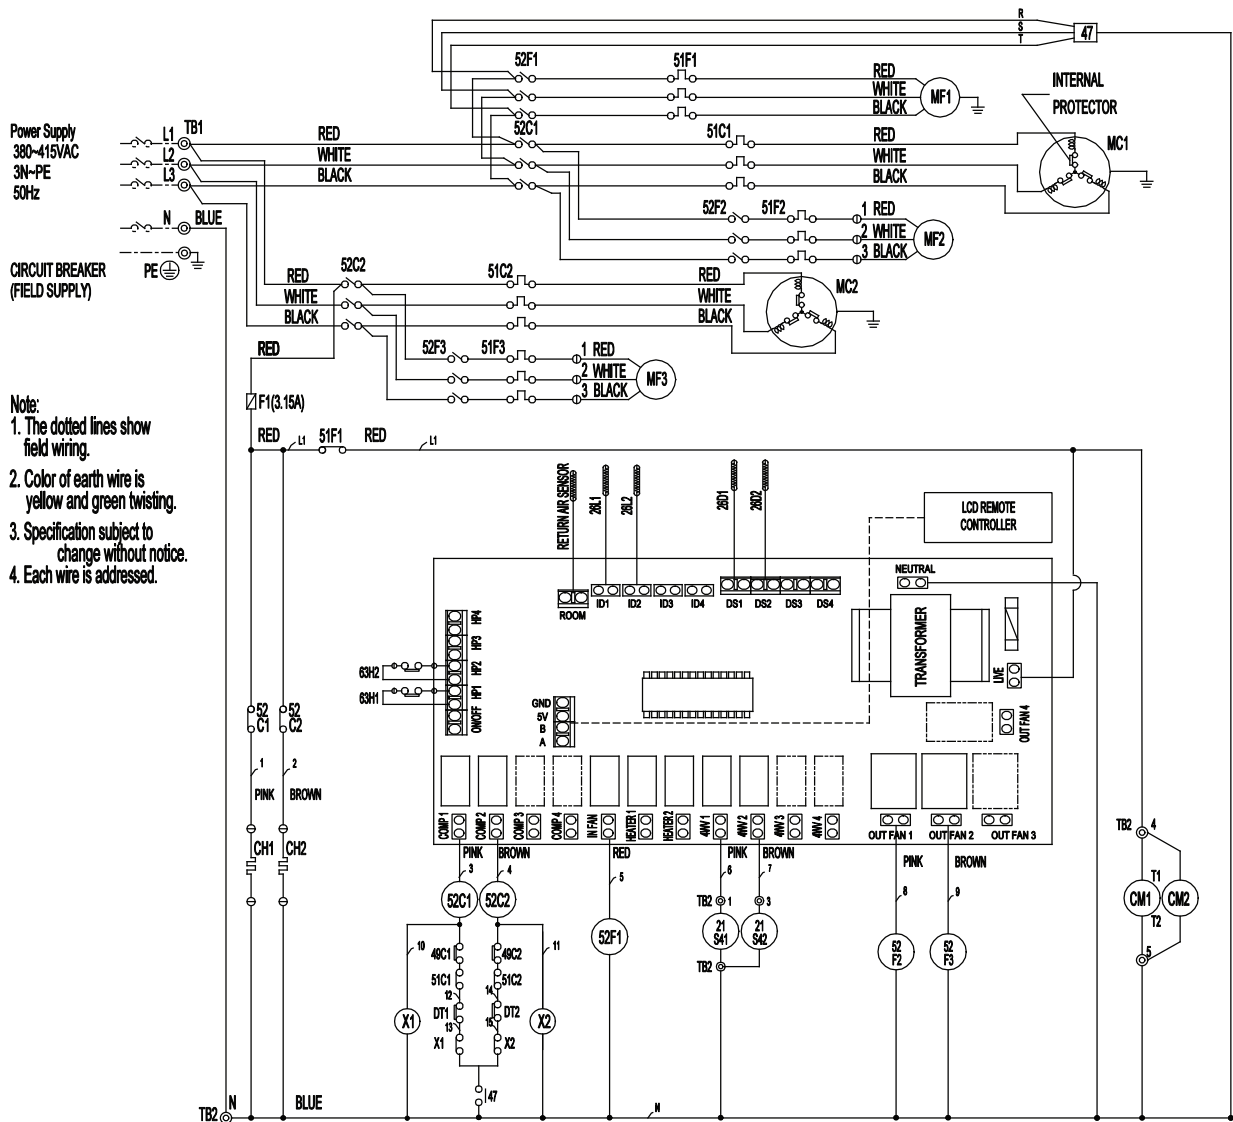 R
S
T
47
52F1
51F1
RED
WHITE
BLACK
MF1
INTERNAL
PROTECTOR
Power Supply
380~415VAC
3N~PE
50Hz
L1
L2
L3
TB1
RED
WHITE
BLACK
52C1
51C1
RED
WHITE
BLACK
MC1
N
BLUE
52F2
51F2
1 RED
2 WHITE
3 BLACK
MF2
CIRCUIT BREAKER
(FIELD SUPPLY)
PE
RED
WHITE
BLACK
52C2
51C2
RED
WHITE
BLACK
MC2
RED
52F3
51F3
1 RED
2 WHITE
3 BLACK
MF3
F1(3.15A)
Note:
1. The dotted lines show
field wiring.
2. Color of earth wire is
yellow and green twisting.
3. Specification subject to
change without notice.
4. Each wire is addressed.
RED
L1
51F1
RED
L1
RETURN AIR SENSOR
26L1
26L2
26D1
26D2
LCD REMOTE
CONTROLLER
NEUTRAL
ROOM
ID1
ID2
ID3
ID4
DS1
DS2
DS3
DS4
HP4
HP3
HP2
HP1
ON/OFF
63H2
63H1
TRANSFORMER
LIVE
OUT FAN 4
GND
5V
B
A
52
C1
52
C2
1
2
PINK
BROWN
CH1
CH2
COMP 1
COMP 2
COMP 3
COMP 4
IN FAN
HEATER 1
HEATER 2
4WV 1
4WV 2
4WV 3
4WV 4
OUT FAN 1
OUT FAN 2
OUT FAN 3
PINK
BROWN
RED
PINK
BROWN
PINK
BROWN
3
4
5
6
7
8
9
TB2
4
52C1
52C2
52F1
TB2
1
3
21
S41
21
S42
TB2
52
F2
52
F3
T1
CM1
CM2
T2
5
10
11
49C1
49C2
51C1
51C2
12
14
DT1
DT2
13
15
X1
X2
X1
X2
47
TB2
N
BLUE
N